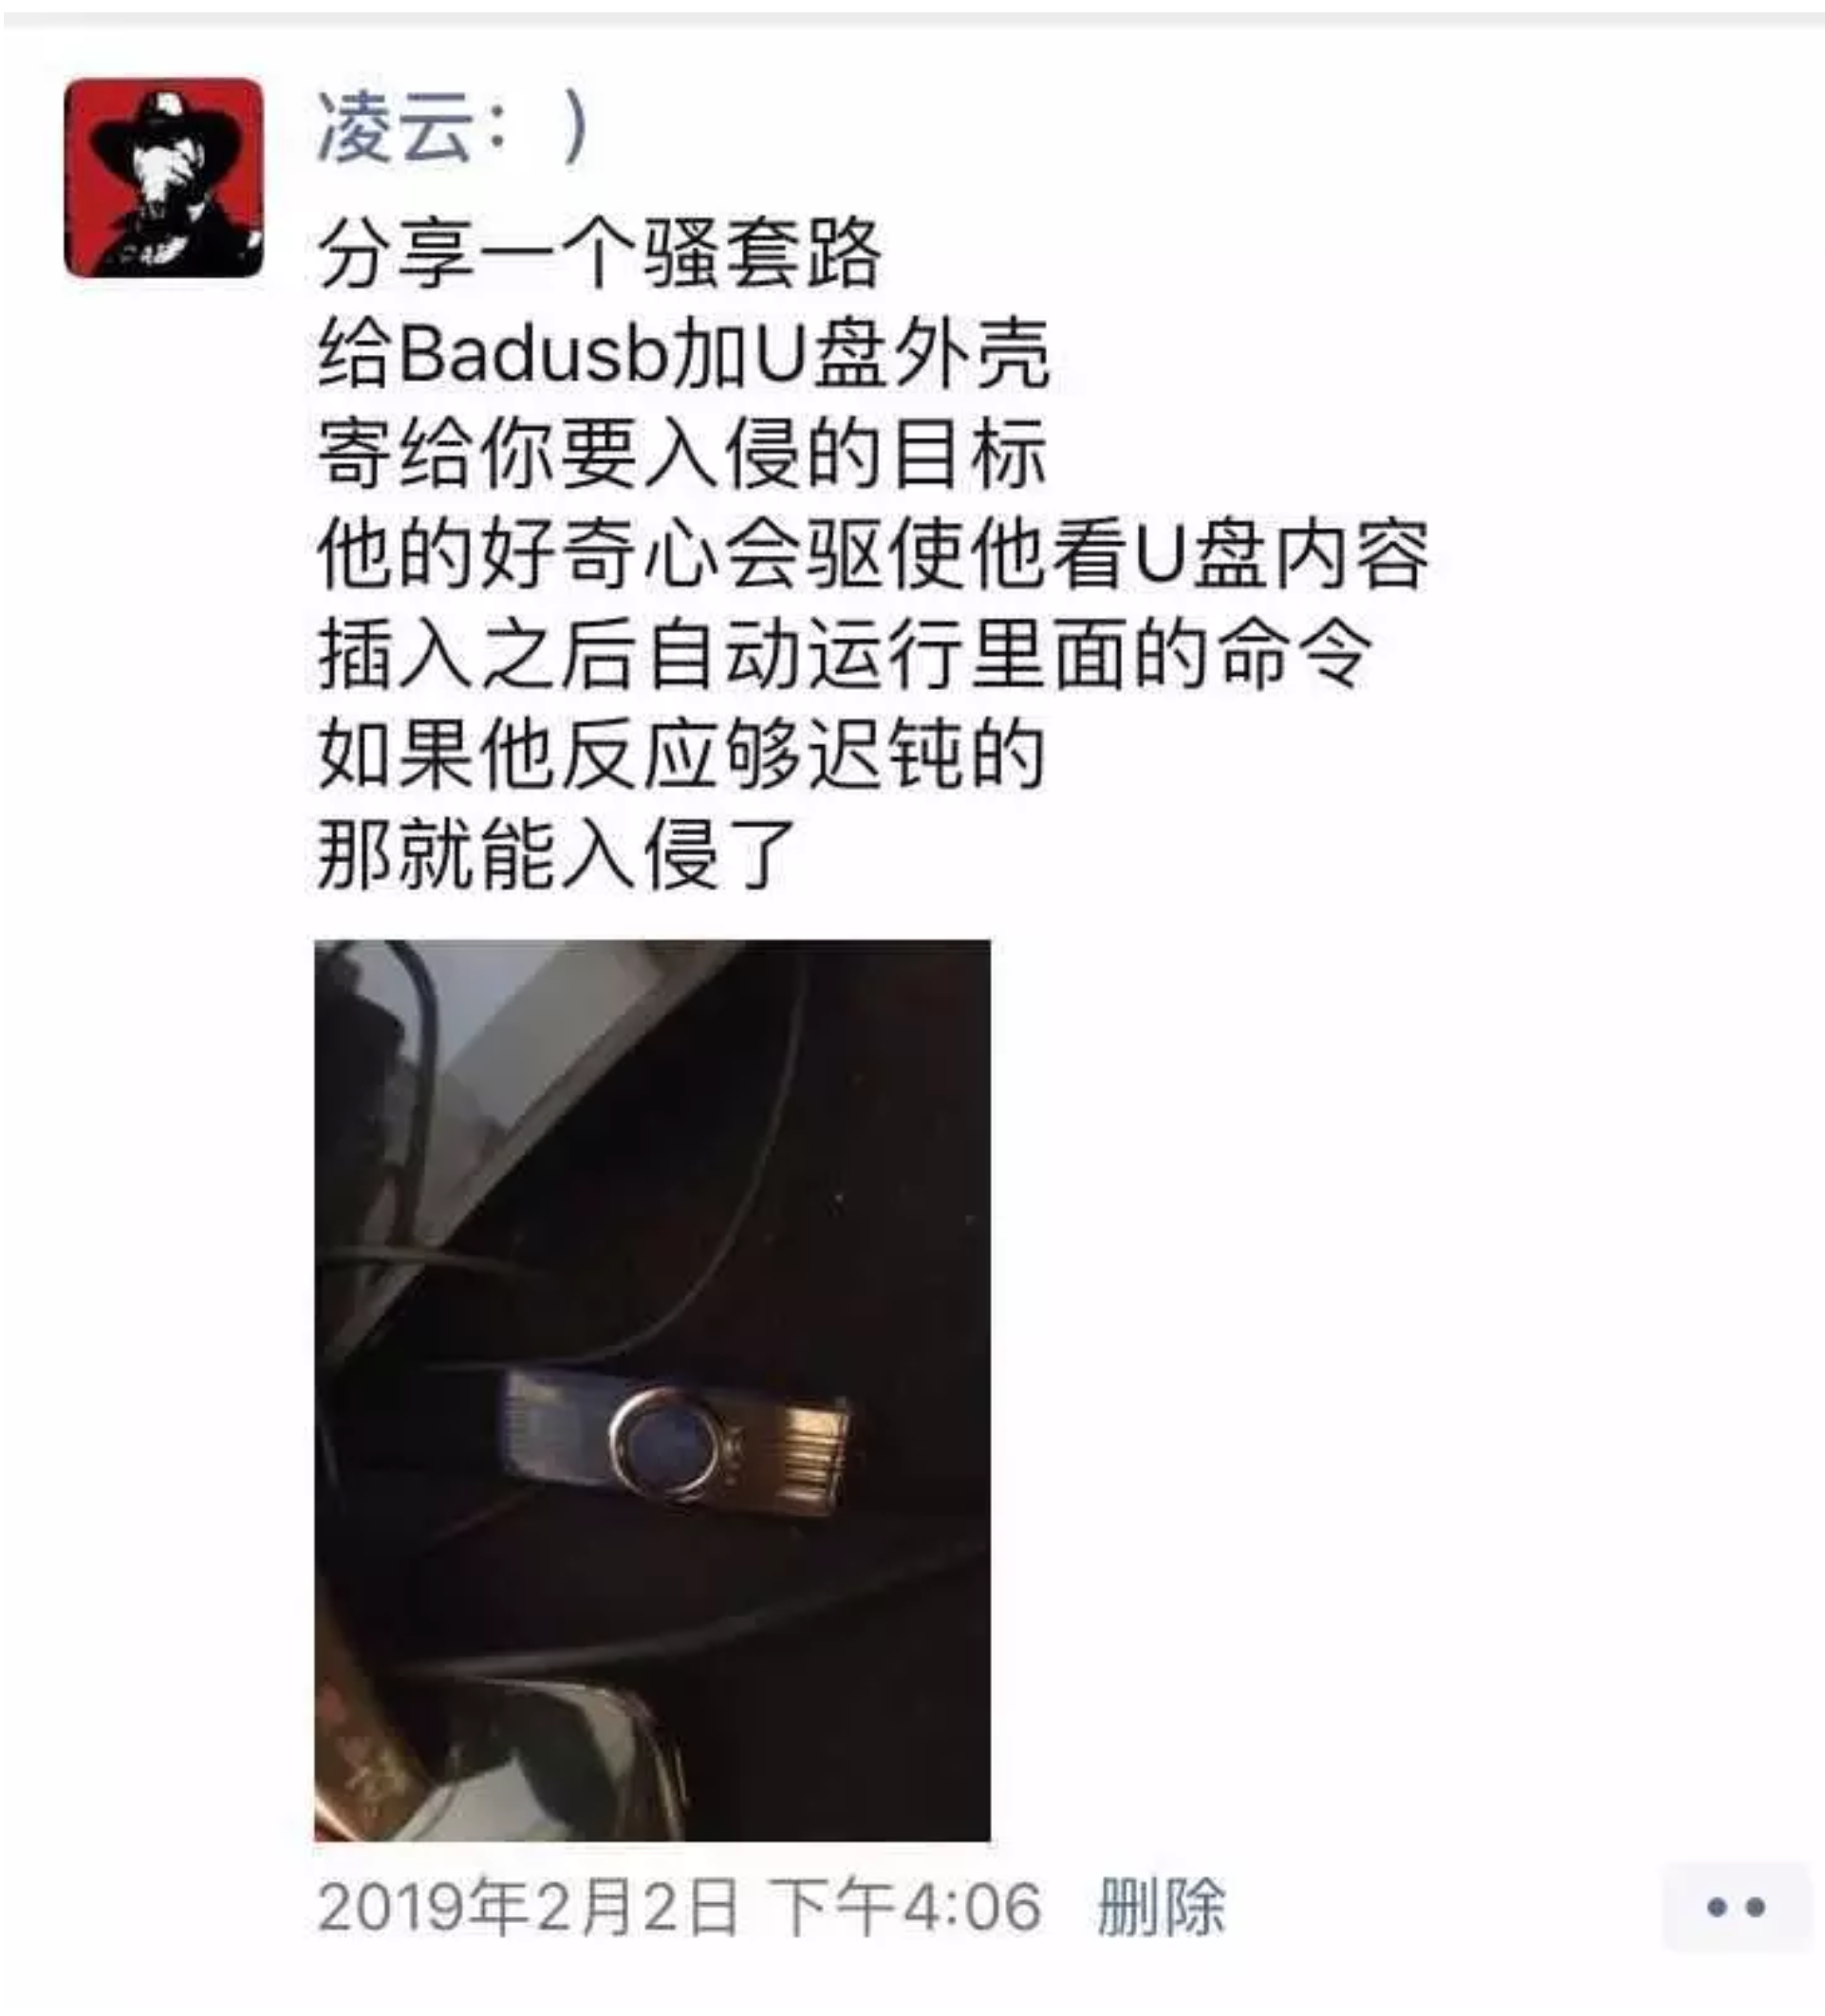 凌云：)
分享一个骚套路
给Badusb加U盘外壳
寄给你要入侵的目标
他的好奇心会驱使他看U盘内容
插入之后自动运行里面的命令
如果他反应够迟钝的
那就能入侵了
2019年2月2日 下午4:06 删除